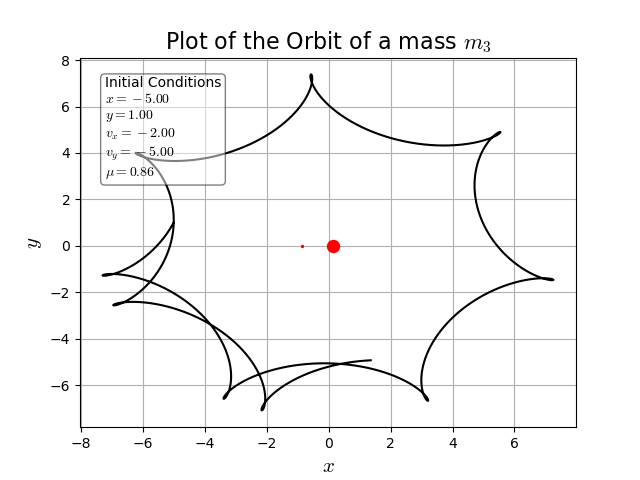 Plot of the Orbit of a mass m₃
Initial Conditions
x = −5.00
y = 1.00
vₓ = −2.00
v_y = −5.00
μ = 0.86
8
6
4
2
0
−2
−4
−6
y
−8 −6 −4 −2 0 2 4 6
x